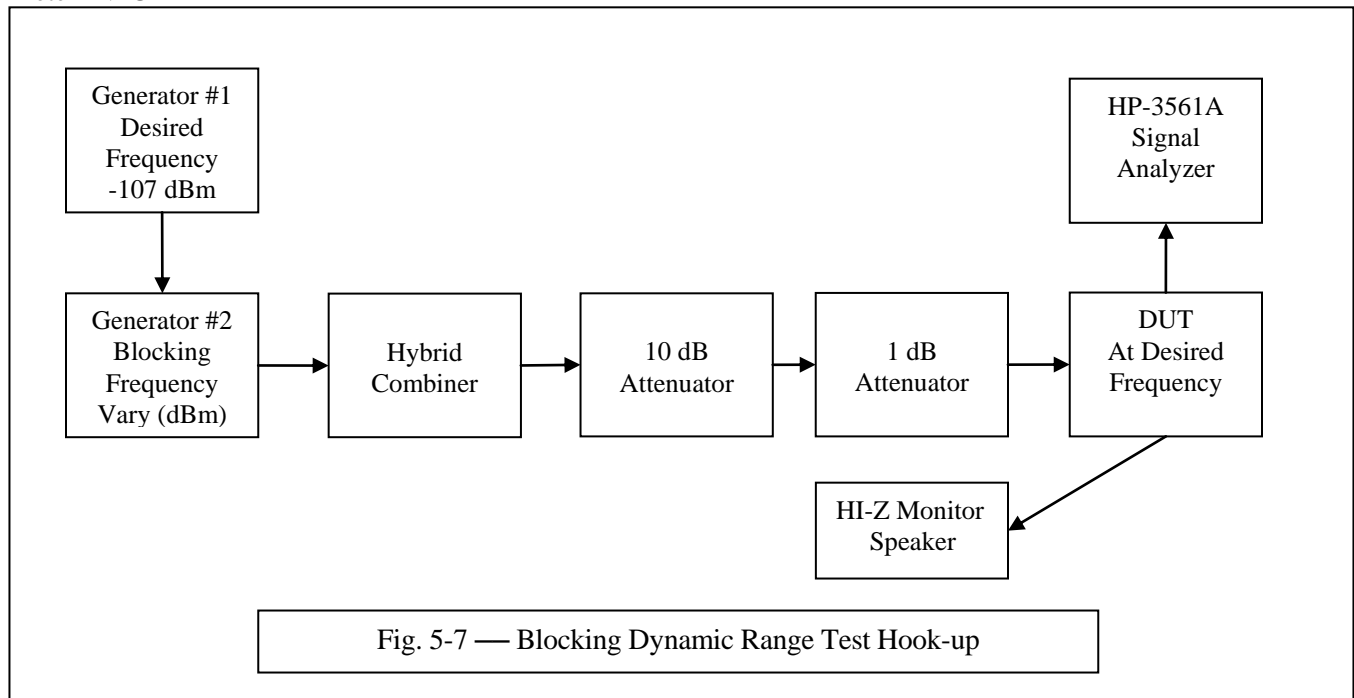 Generator #1
Desired
Frequency
-107 dBm
HP-3561A
Signal
Analyzer
Generator #2
Blocking
Frequency
Vary (dBm)
Hybrid
Combiner
10 dB
Attenuator
1 dB
Attenuator
DUT
At Desired
Frequency
HI-Z Monitor
Speaker
Fig. 5-7 — Blocking Dynamic Range Test Hook-up